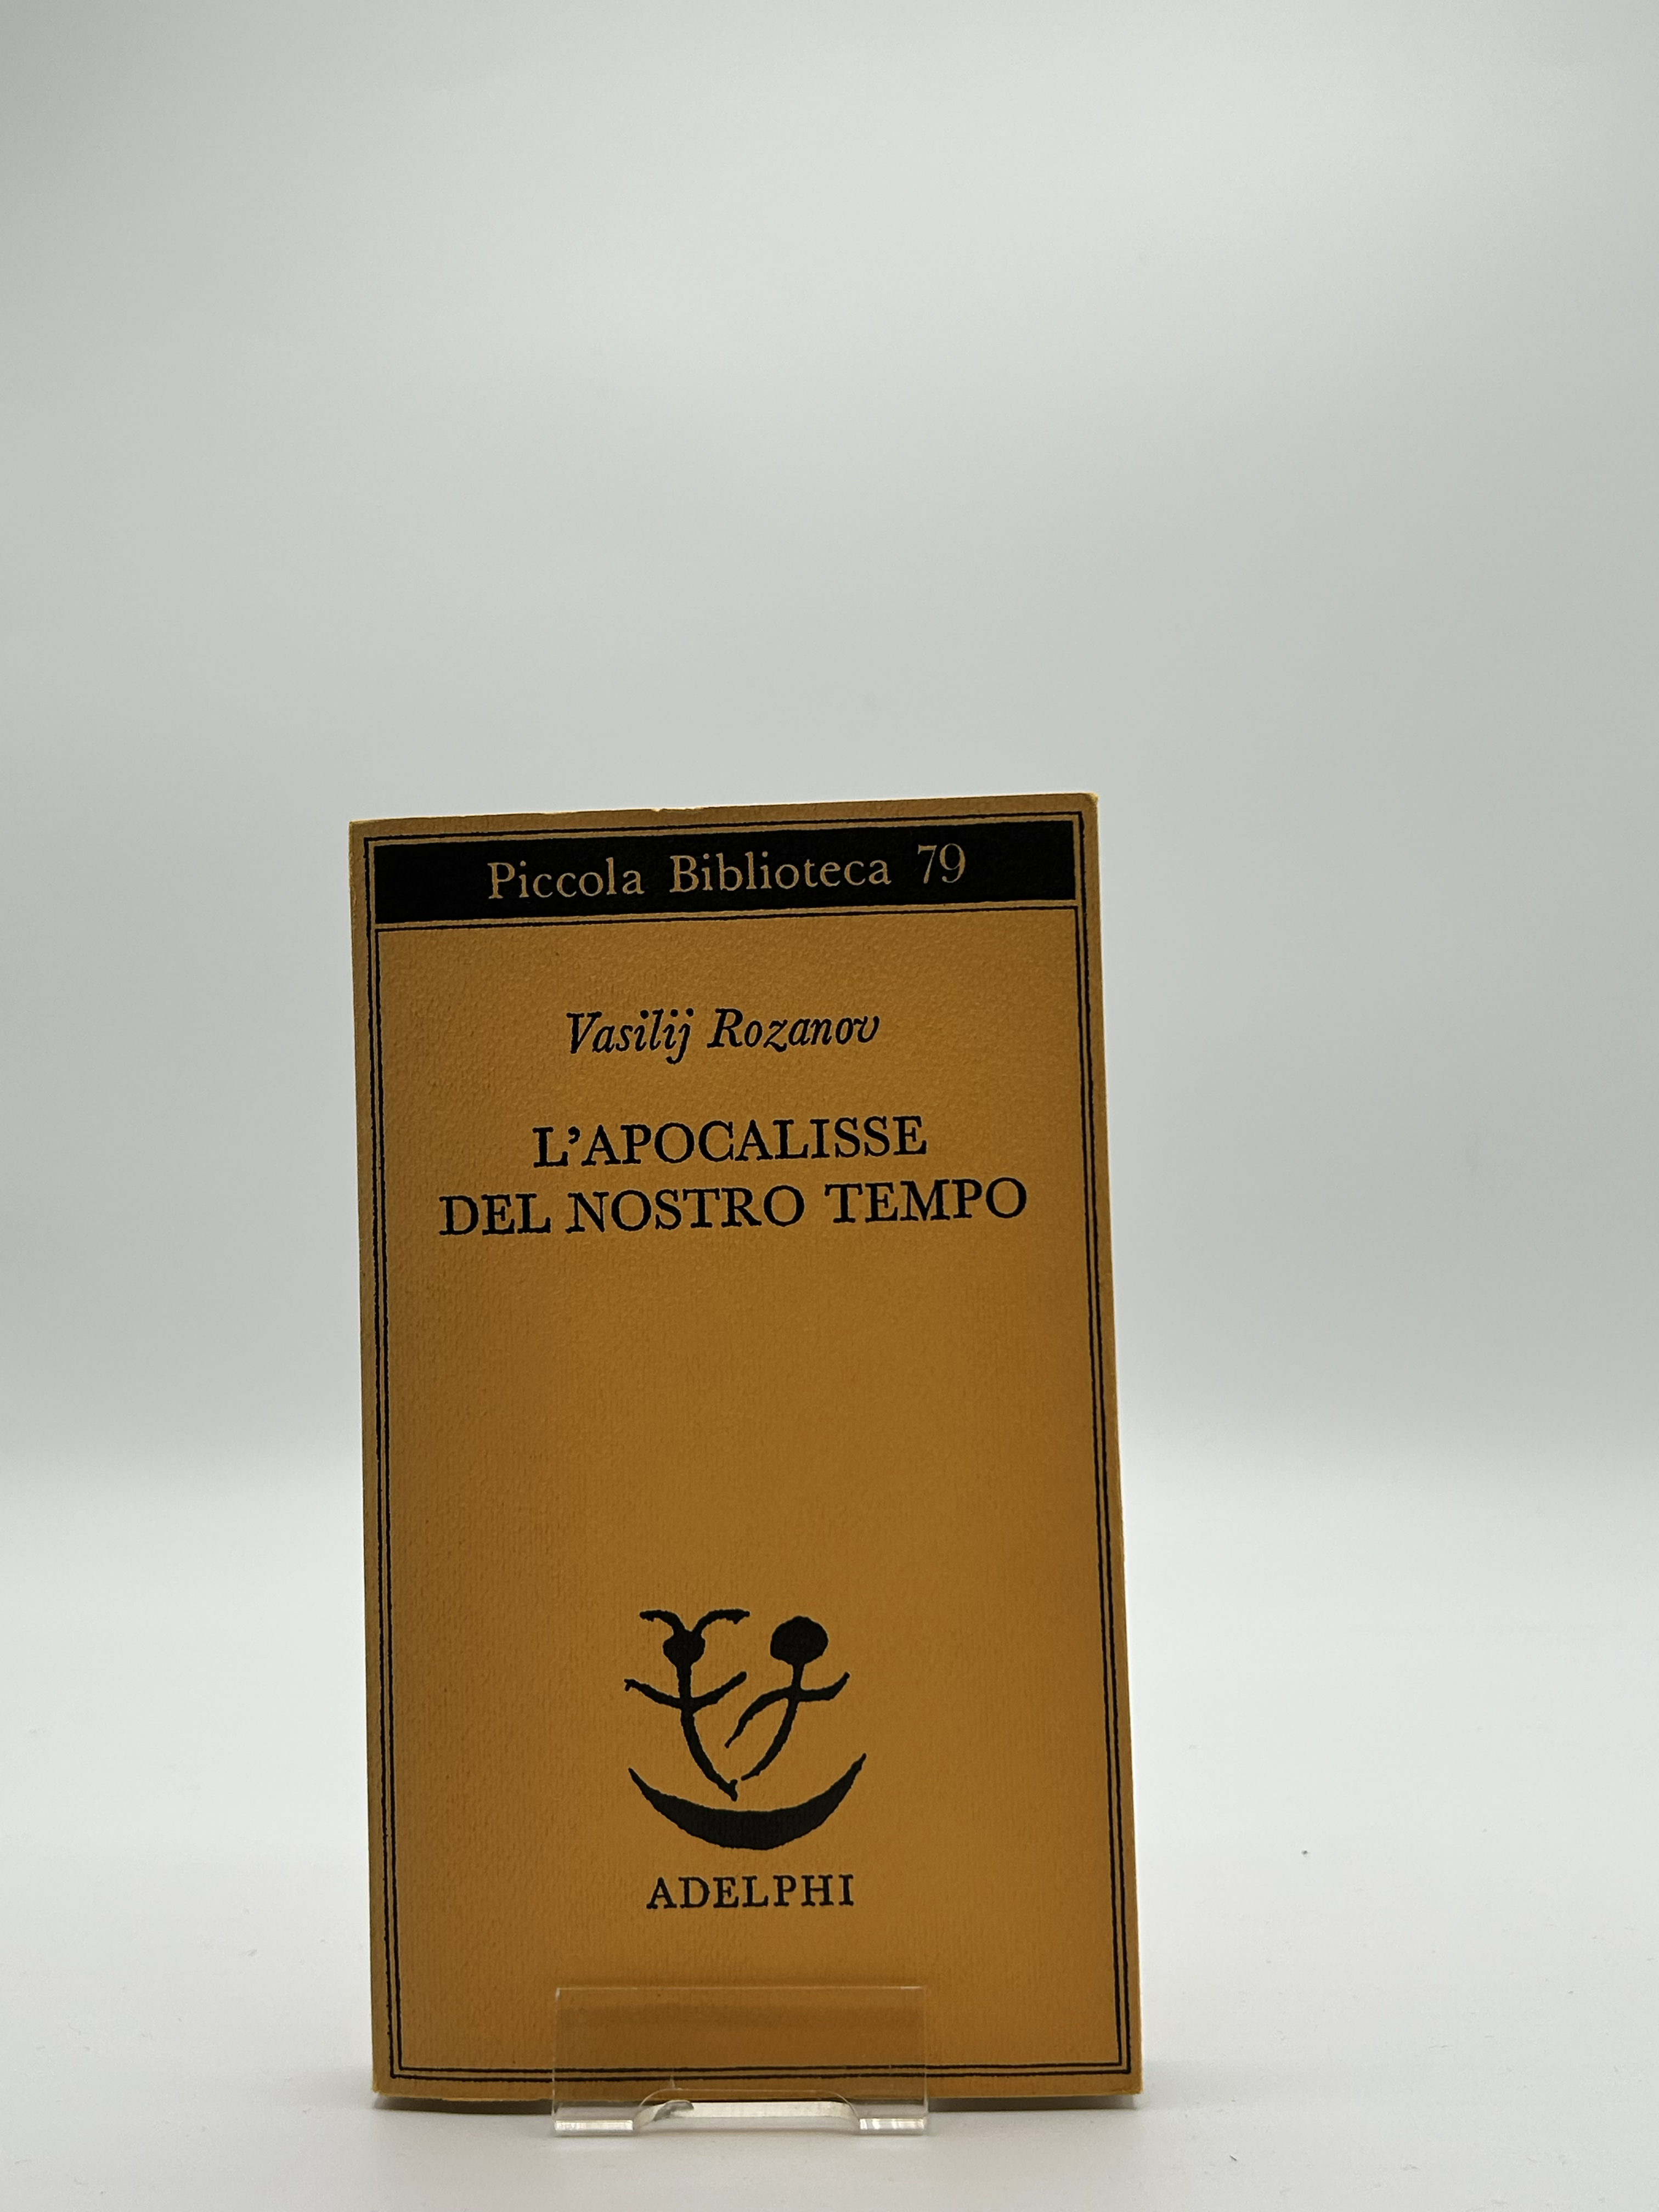 Piccola Biblioteca 79
Vasilij Rozanov
L'APOCALISSE
DEL NOSTRO TEMPO
ADELPHI